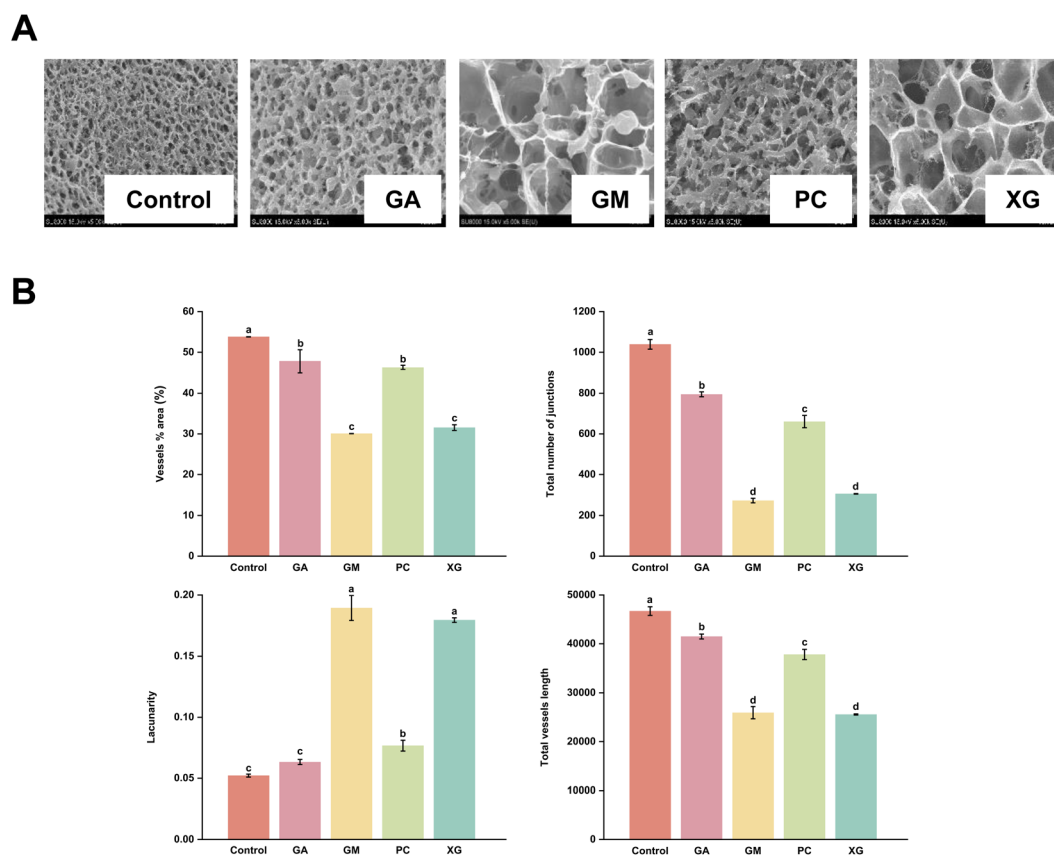 A
Control
GA
GM
PC
XG
B
60
50
40
30
20
10
0
Vessels % area (%)
a
b
c
b
c
Control GA GM PC XG
1200
1000
800
600
400
200
0
Total number of junctions
a
b
d
c
d
Control GA GM PC XG
0.20
0.15
0.10
0.05
0.00
Lacunarity
c
c
a
b
a
Control GA GM PC XG
50000
40000
30000
20000
10000
0
Total vessels length
a
b
d
c
d
Control GA GM PC XG